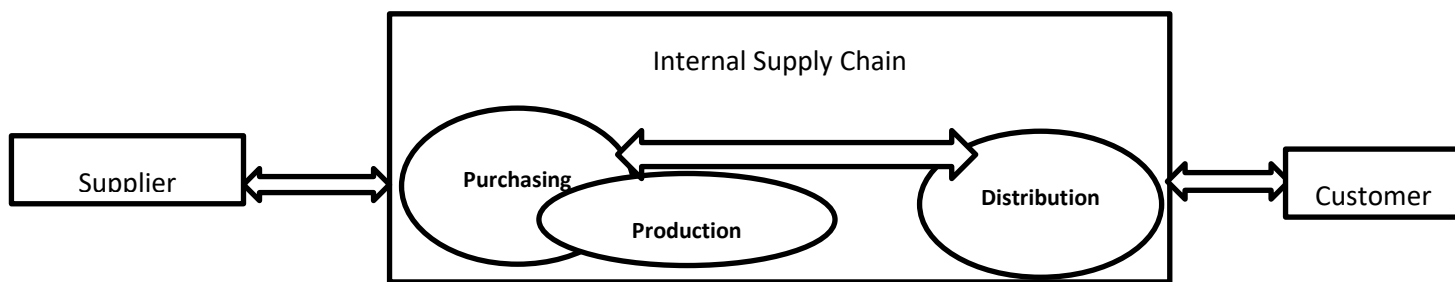 Internal Supply Chain
Supplier
Purchasing
Production
Distribution
Customer